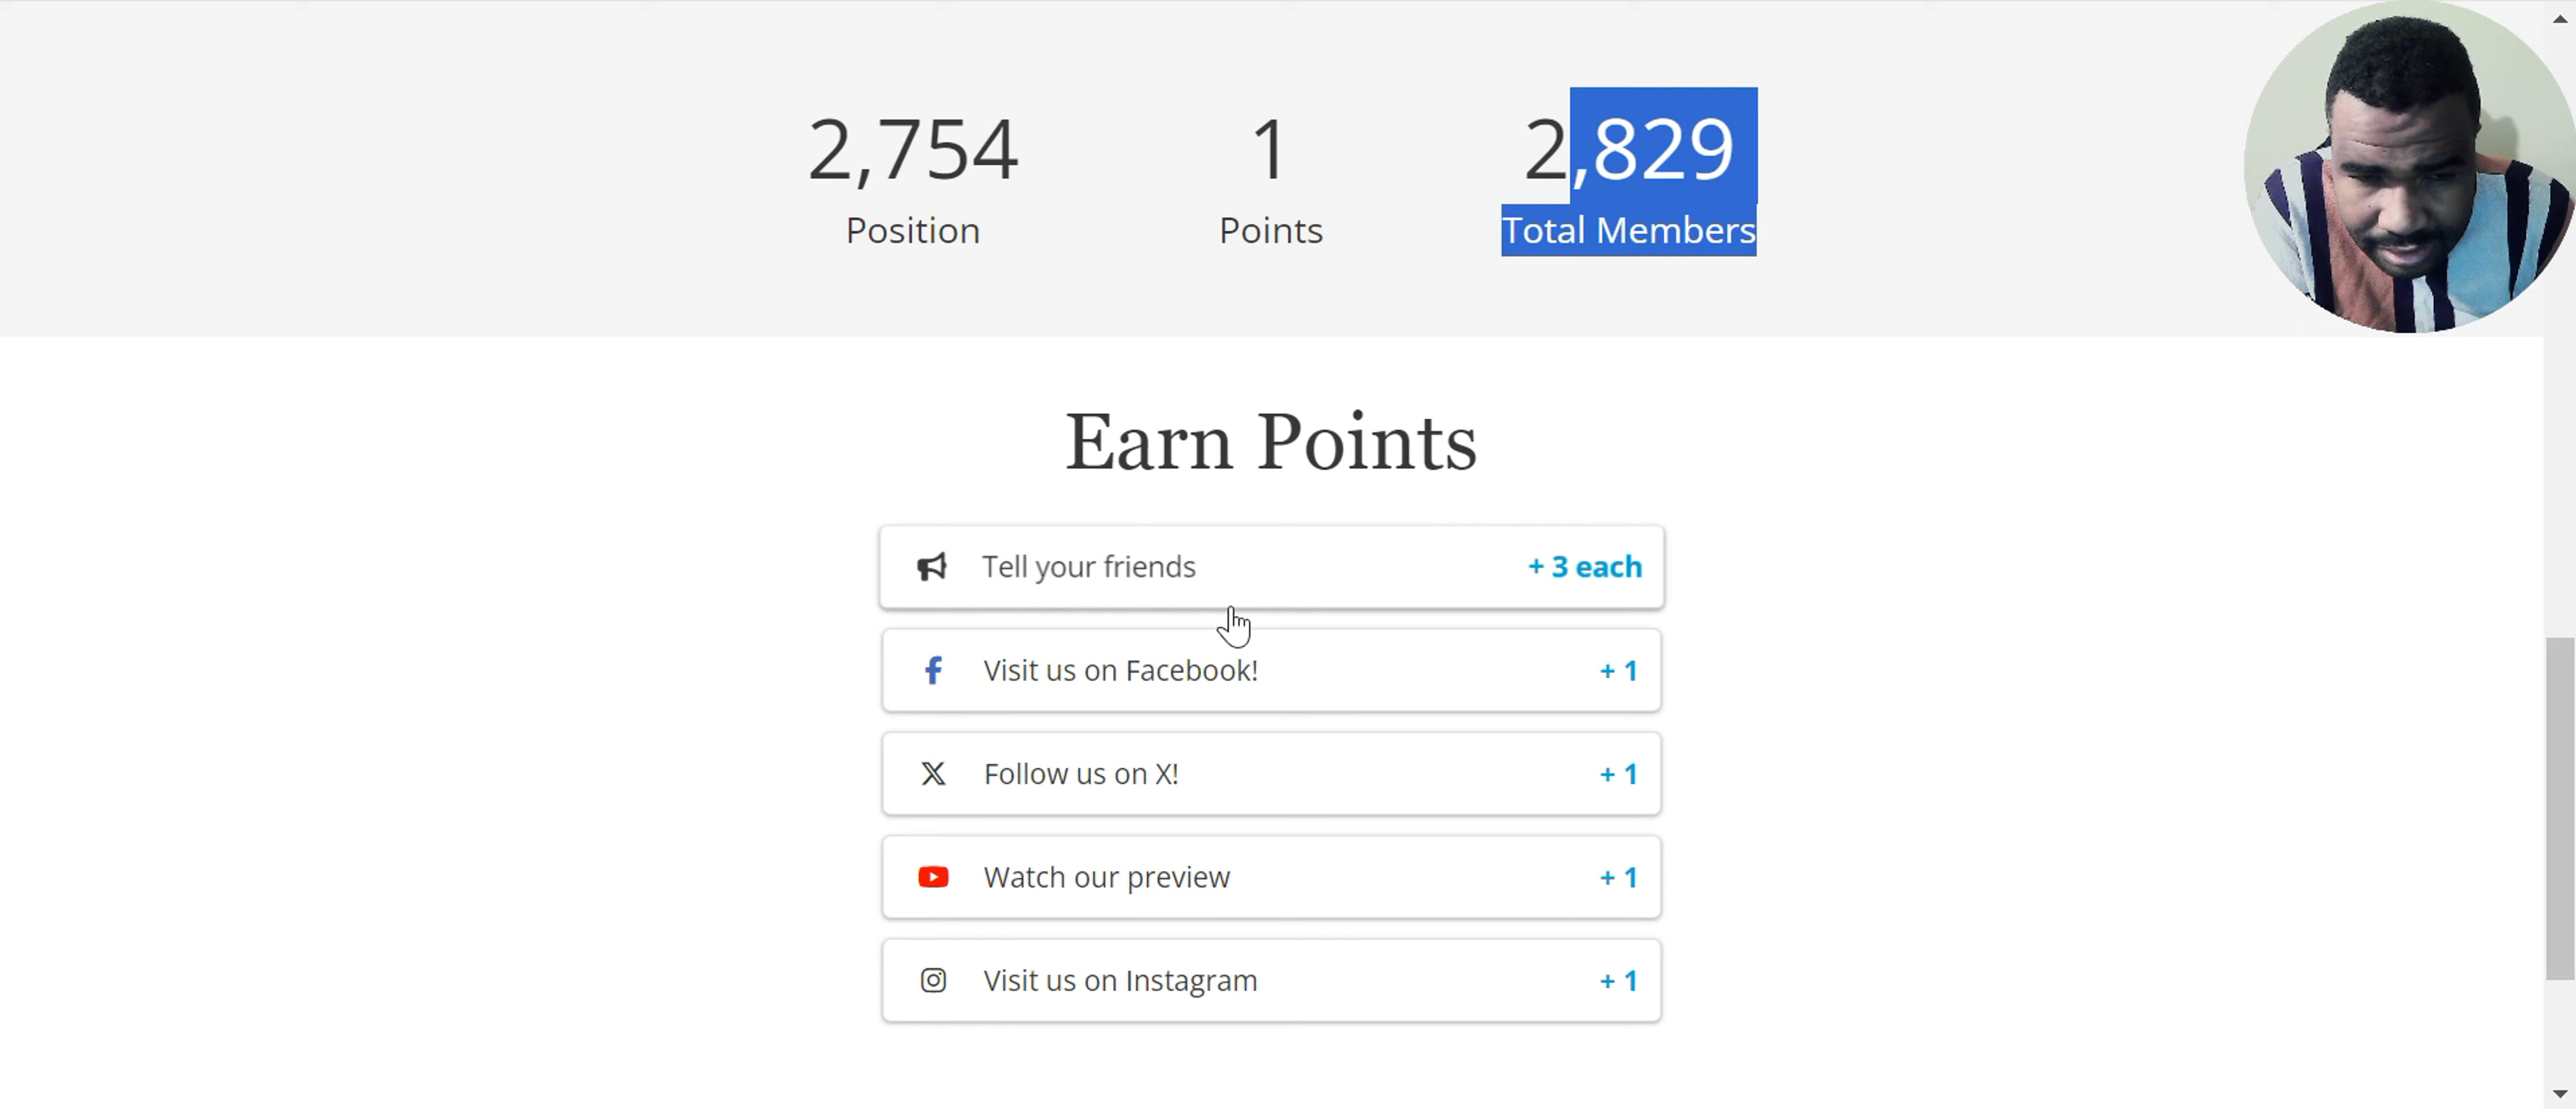 2,754
Position
1
Points
2,829
Total Members
Earn Points
Tell your friends + 3 each
Visit us on Facebook! + 1
Follow us on X! + 1
Watch our preview + 1
Visit us on Instagram + 1